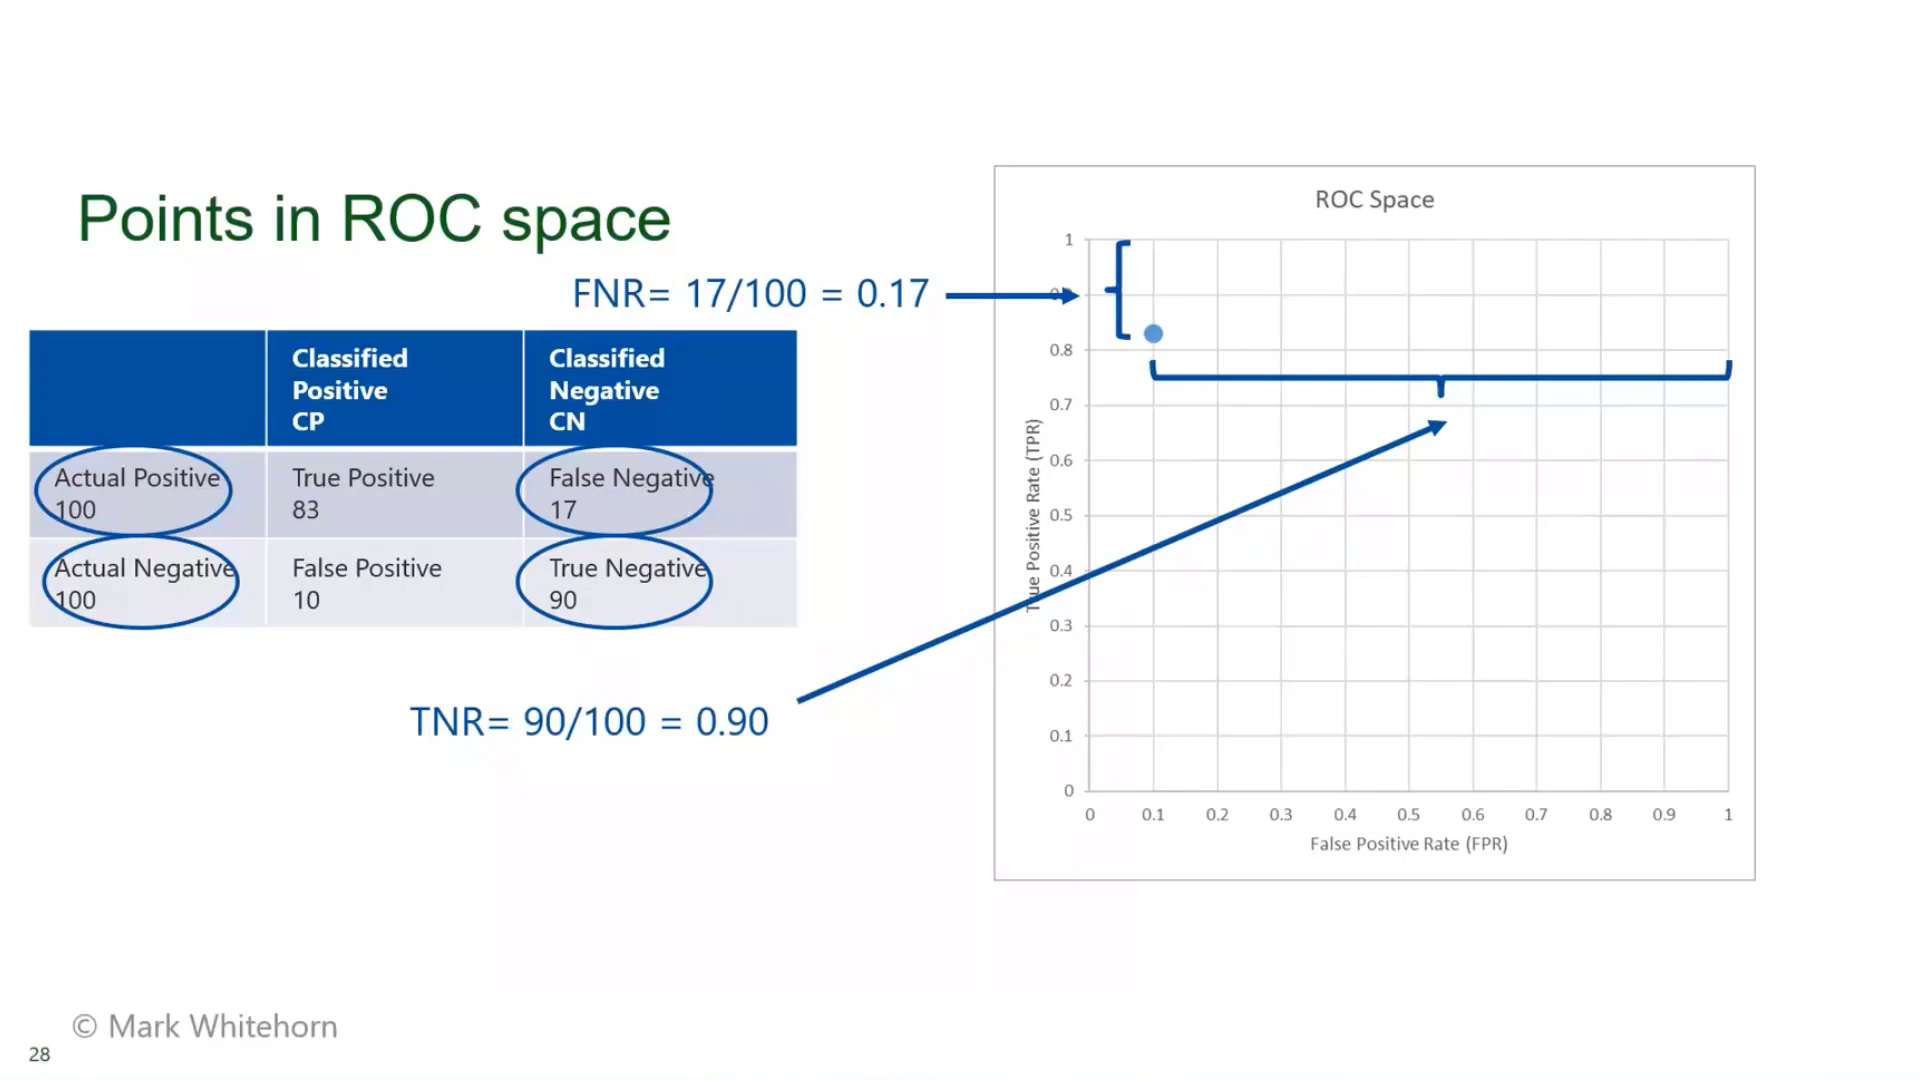 Points in ROC space
FNR= 17/100 = 0.17
Classified
Positive
CP
Classified
Negative
CN
Actual Positive
100
True Positive
83
False Negative
17
Actual Negative
100
False Positive
10
True Negative
90
TNR= 90/100 = 0.90
ROC Space
True Positive Rate (TPR)
1
0.9
0.8
0.7
0.6
0.5
0.4
0.3
0.2
0.1
0
0 0.1 0.2 0.3 0.4 0.5 0.6 0.7 0.8 0.9 1
False Positive Rate (FPR)
© Mark Whitehorn
28